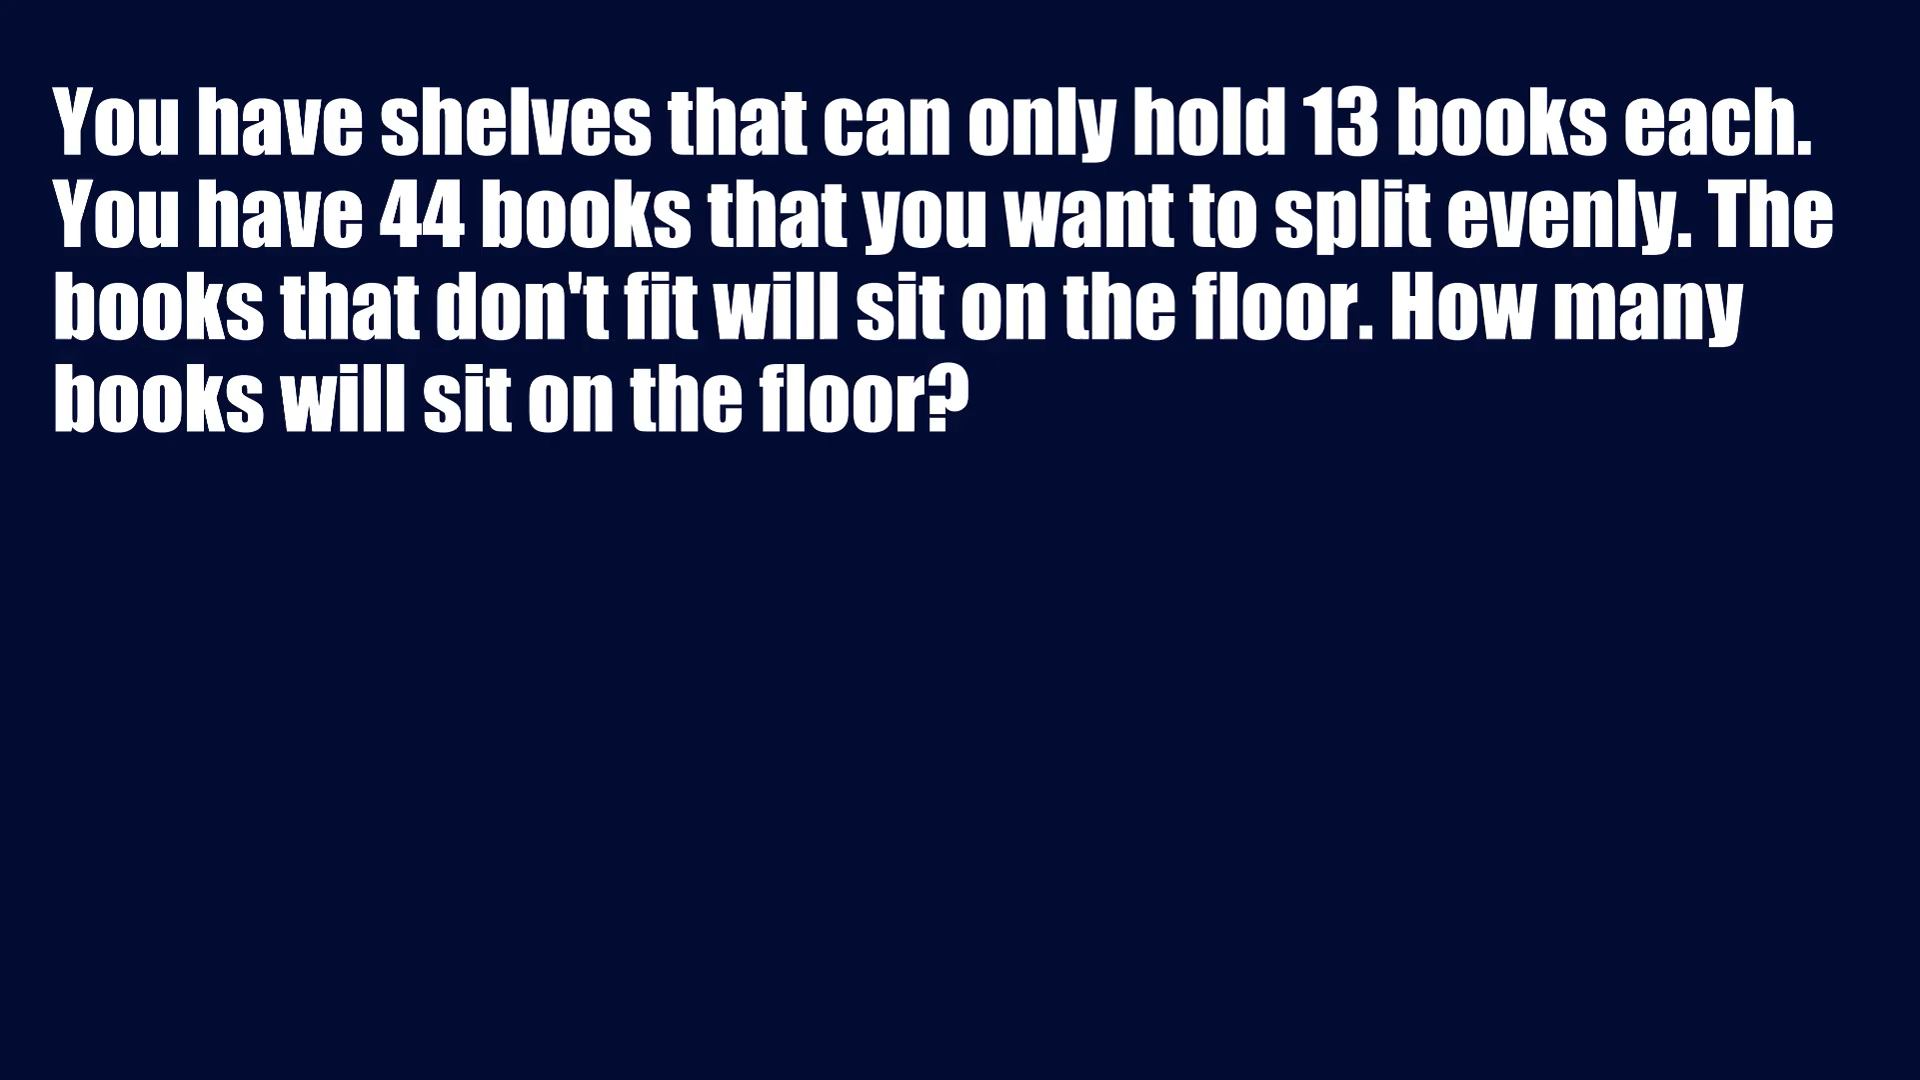 You have shelves that can only hold 13 books each.
You have 44 books that you want to split evenly. The
books that don't fit will sit on the floor. How many
books will sit on the floor?